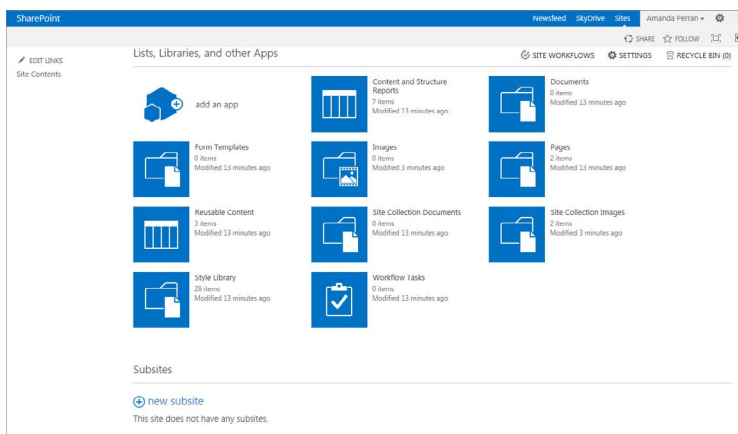 SharePoint
Newsfeed SkyDrive Sites Amanda Perran
SHARE FOLLOW
EDIT LINKS
Site Contents
Lists, Libraries, and other Apps
SITE WORKFLOWS SETTINGS RECYCLE BIN (0)
add an app
Content and Structure
Reports
7 items
Modified 13 minutes ago
Documents
0 items
Modified 13 minutes ago
Form Templates
0 items
Modified 13 minutes ago
Images
0 items
Modified 3 minutes ago
Pages
2 items
Modified 13 minutes ago
Reusable Content
3 items
Modified 13 minutes ago
Site Collection Documents
0 items
Modified 13 minutes ago
Site Collection Images
2 items
Modified 3 minutes ago
Style Library
28 items
Modified 13 minutes ago
Workflow Tasks
0 items
Modified 13 minutes ago
Subsites
new subsite
This site does not have any subsites.